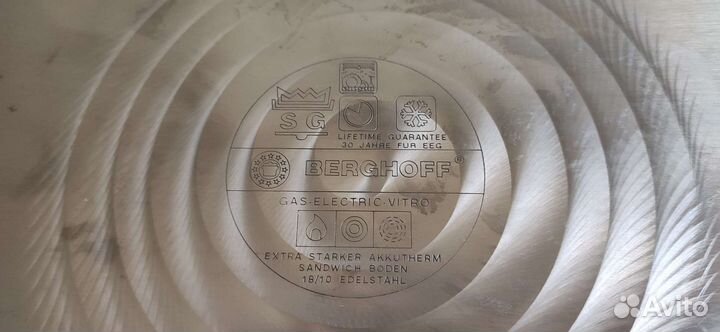 S G
LIFETIME GUARANTEE
30 JAHRE FUR EEG
BERGHOFF®
GAS-ELECTRIC-VITRO
EXTRA STARKER AKKUTHERM
SANDWICH BODEN
18/10 EDELSTAHL
Avito